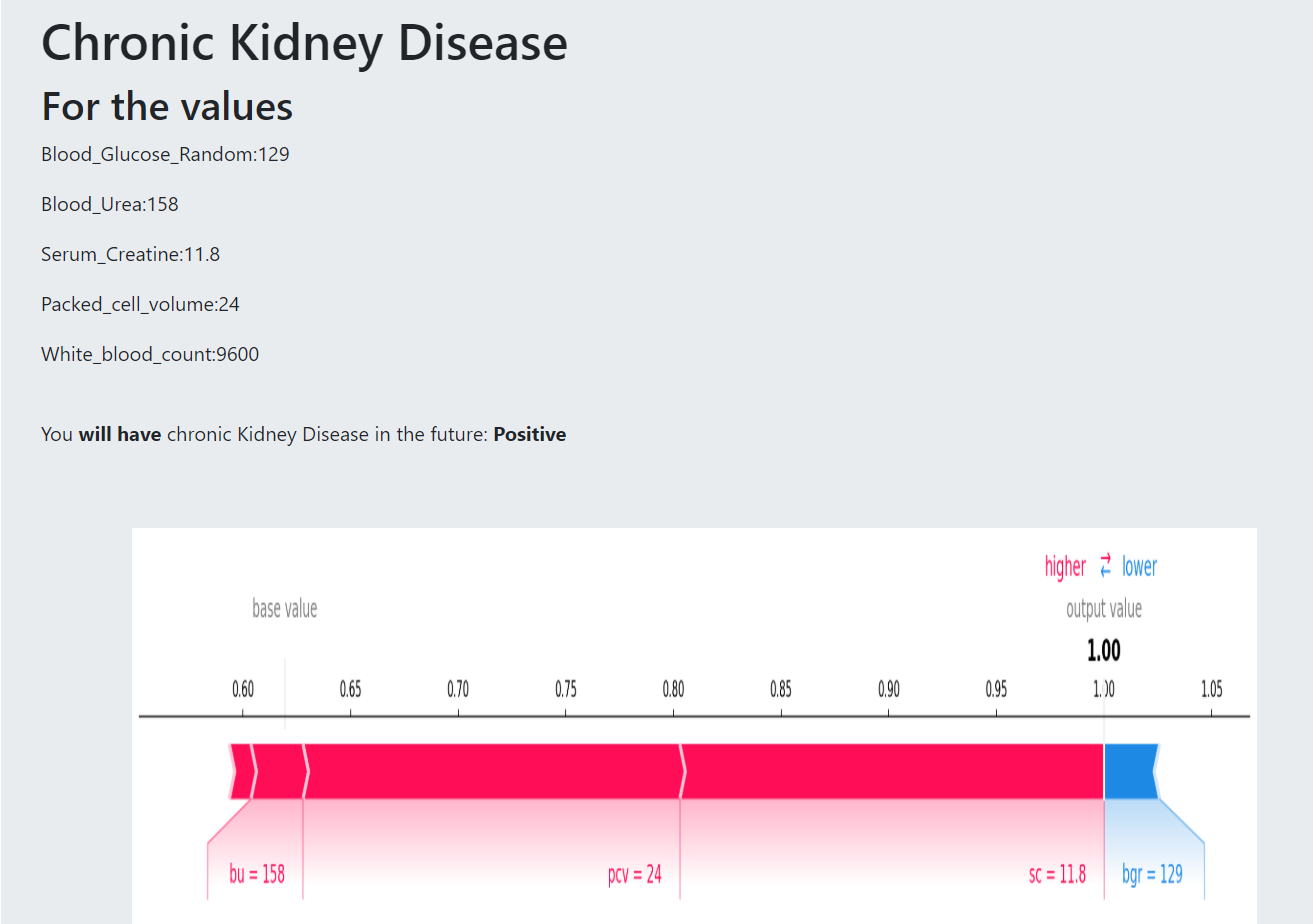 Chronic Kidney Disease
For the values
Blood_Glucose_Random:129
Blood_Urea:158
Serum_Creatine:11.8
Packed_cell_volume:24
White_blood_count:9600
You will have chronic Kidney Disease in the future: Positive
higher ⇄ lower
base value output value
1.00
0.60 0.65 0.70 0.75 0.80 0.85 0.90 0.95 1.00 1.05
bu = 158 pcv = 24 sc = 11.8 bgr = 129